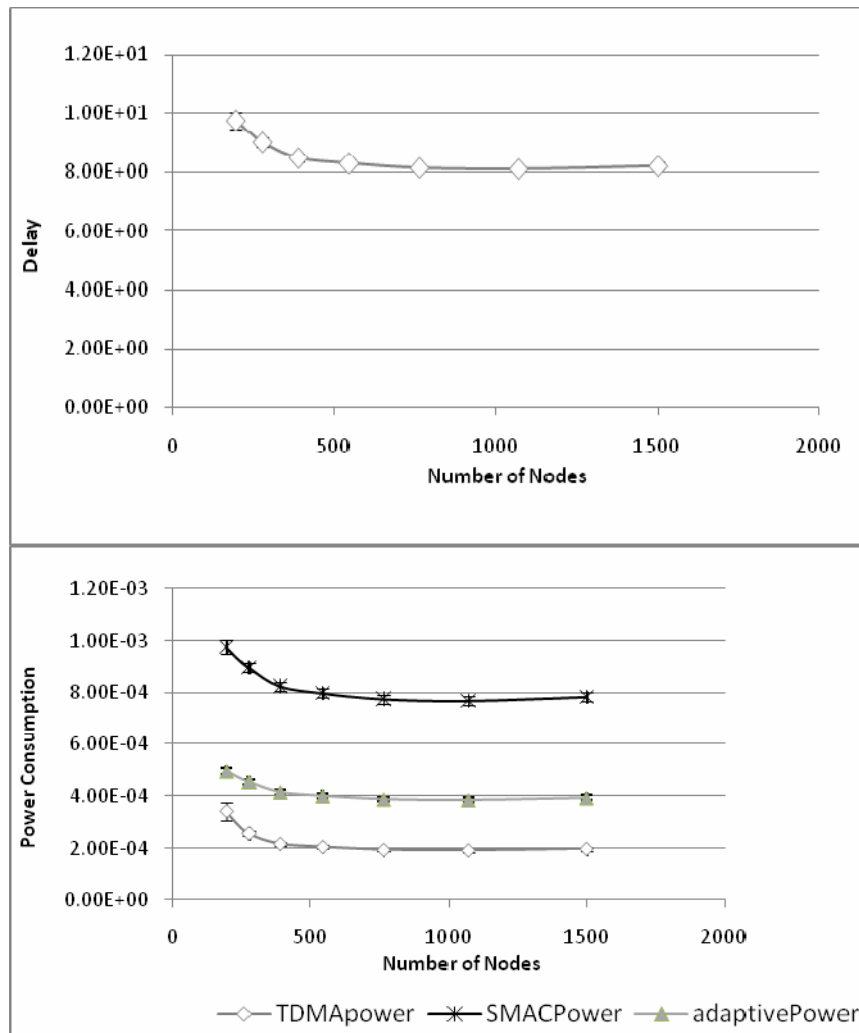 1.20E+01
1.00E+01
8.00E+00
6.00E+00
4.00E+00
2.00E+00
0.00E+00
Delay
0 500 1000 1500 2000
Number of Nodes
1.20E-03
1.00E-03
8.00E-04
6.00E-04
4.00E-04
2.00E-04
0.00E+00
Power Consumption
0 500 1000 1500 2000
Number of Nodes
TDMApower SMACPower adaptivePower